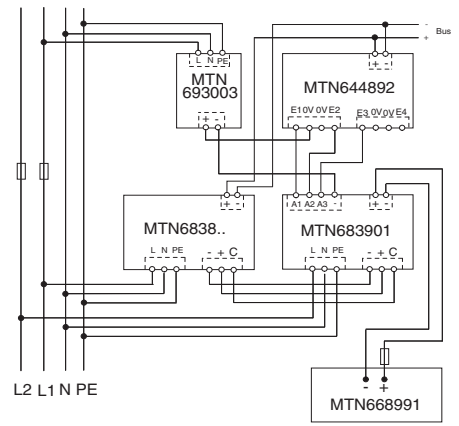 - Bus
+
L N PE
MTN
693003
+ -
+ -
MTN644892
E1 0V 0V E2
E3 0V 0V E4
+ -
MTN6838..
L N PE
- + C
A1 A2 A3 -
+ -
MTN683901
L N PE
- + C
L2 L1 N PE
- +
MTN668991